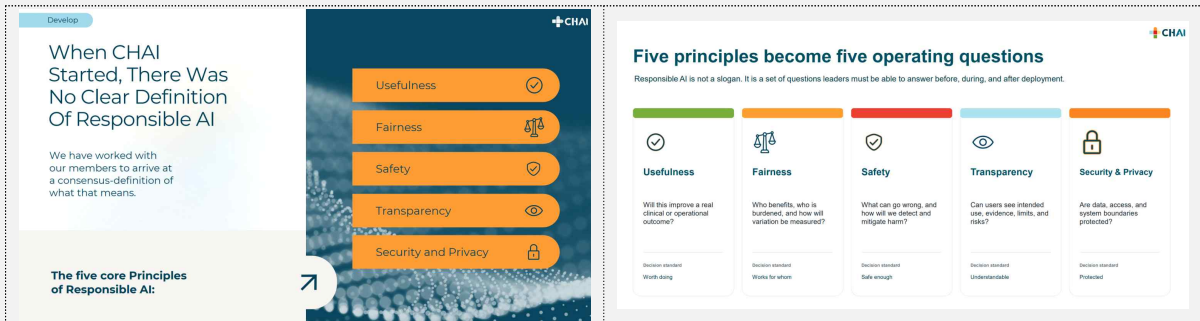 Develop
CHAI
When CHAI
Started, There Was
No Clear Definition
Of Responsible AI
We have worked with
our members to arrive at
a consensus-definition of
what that means.
The five core Principles
of Responsible AI:
Usefulness
Fairness
Safety
Transparency
Security and Privacy
CHAI
Five principles become five operating questions
Responsible AI is not a slogan. It is a set of questions leaders must be able to answer before, during, and after deployment.
Usefulness
Will this improve a real
clinical or operational
outcome?
Decision standard
Worth doing
Fairness
Who benefits, who is
burdened, and how will
variation be measured?
Decision standard
Works for whom
Safety
What can go wrong, and
how will we detect and
mitigate harm?
Decision standard
Safe enough
Transparency
Can users see intended
use, evidence, limits, and
risks?
Decision standard
Understandable
Security & Privacy
Are data, access, and
system boundaries
protected?
Decision standard
Protected